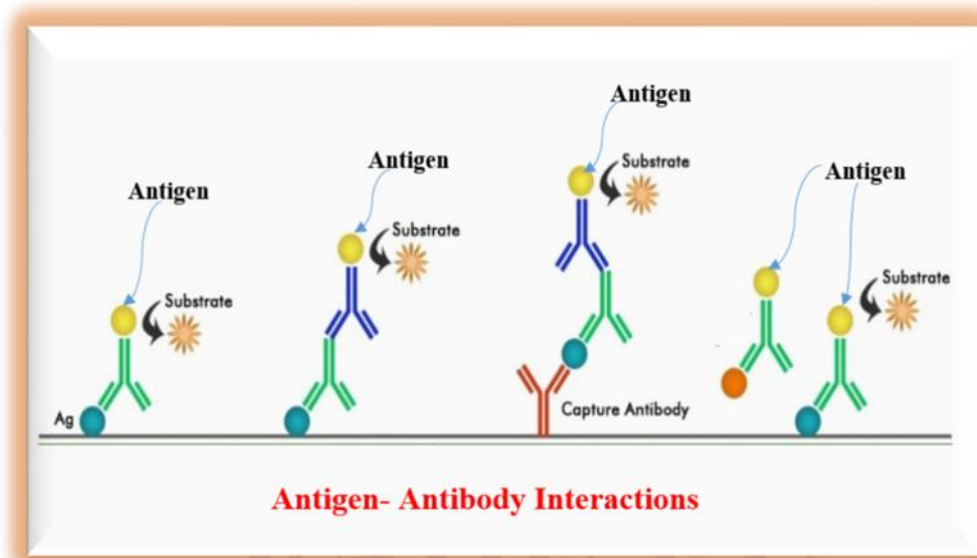 Antigen
Substrate
Ag
Antigen
Substrate
Antigen
Substrate
Capture Antibody
Antigen
Substrate
Antigen- Antibody Interactions